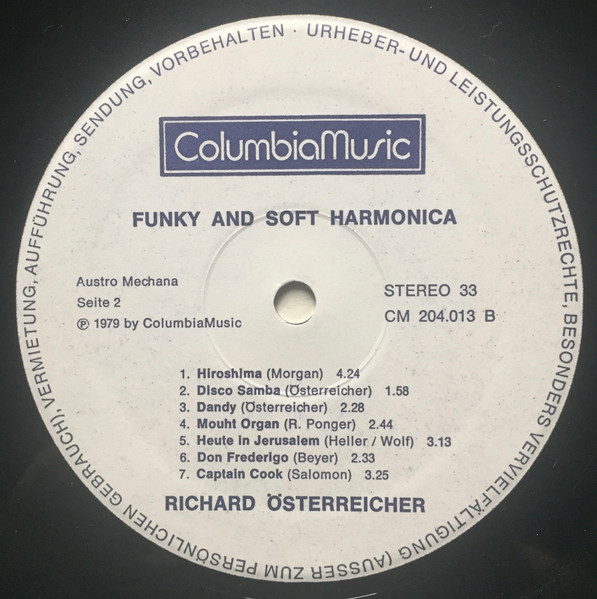 URHEBER- UND LEISTUNGSSCHUTZRECHTE, BESONDERS VERVIELFÄLTIGUNG (AUSSER ZUM PERSÖNLICHEN GEBRAUCH), VERMIETUNG, AUFFÜHRUNG, SENDUNG, VORBEHALTEN ·
ColumbiaMusic
FUNKY AND SOFT HARMONICA
Austro Mechana
Seite 2
℗ 1979 by ColumbiaMusic
STEREO 33
CM 204.013 B
1. Hiroshima (Morgan) 4.24
2. Disco Samba (Österreicher) 1.58
3. Dandy (Österreicher) 2.28
4. Mouht Organ (R. Ponger) 2.44
5. Heute in Jerusalem (Heller / Wolf) 3.13
6. Don Frederigo (Beyer) 2.33
7. Captain Cook (Salomon) 3.25
RICHARD ÖSTERREICHER